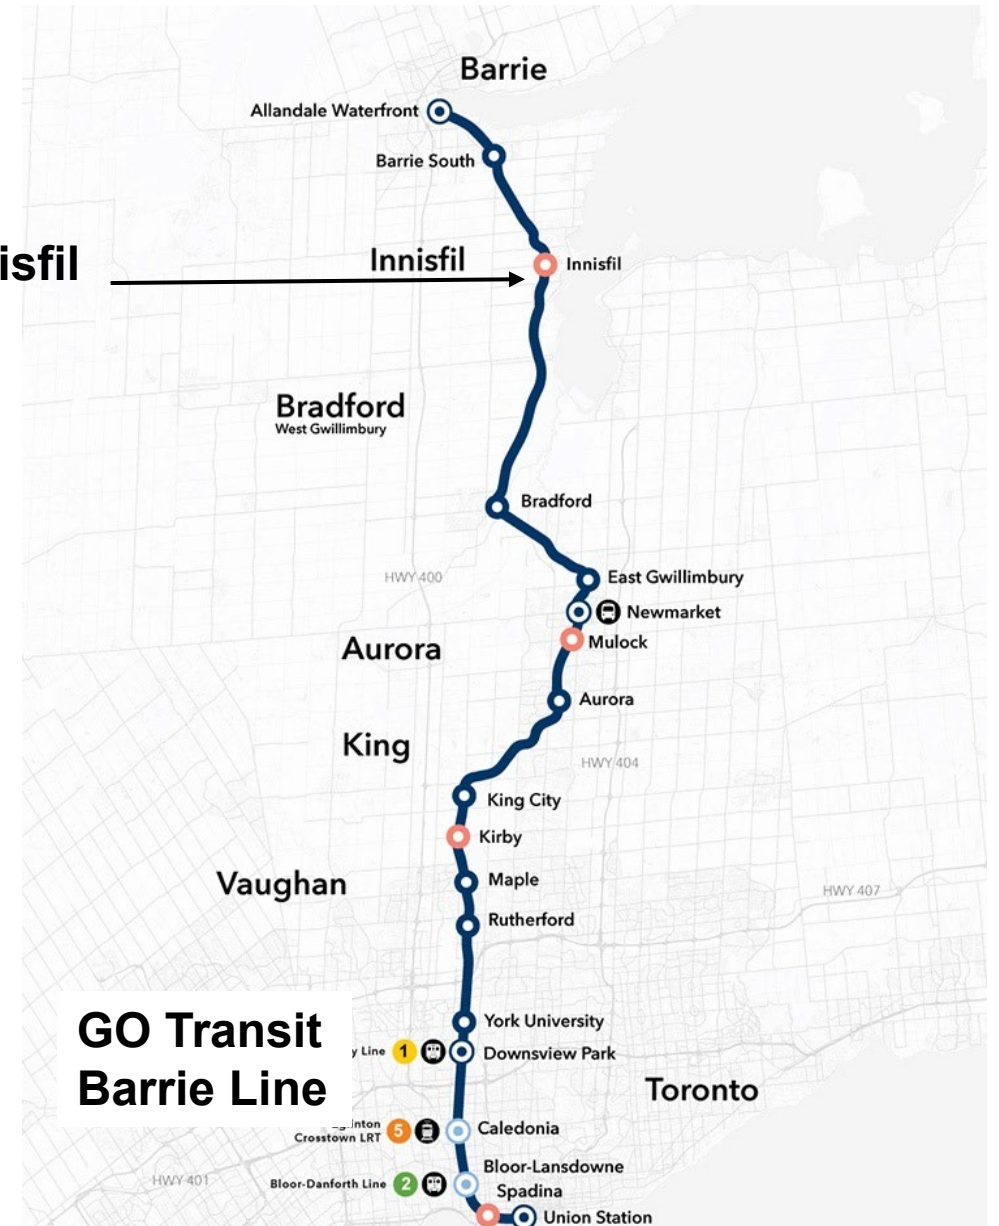 Barrie
Allandale Waterfront
Barrie South
isfil
Innisfil
Innisfil
Bradford
West Gwillimbury
Bradford
HWY 400
East Gwillimbury
Newmarket
Mulock
Aurora
Aurora
King
HWY 404
King City
Kirby
Vaughan
Maple
HWY 407
Rutherford
GO Transit
Barrie Line
York University
y Line 1
Downsview Park
Toronto
Crosstown LRT 5
Caledonia
Bloor-Lansdowne
HWY 401
Bloor-Danforth Line 2
Spadina
Union Station